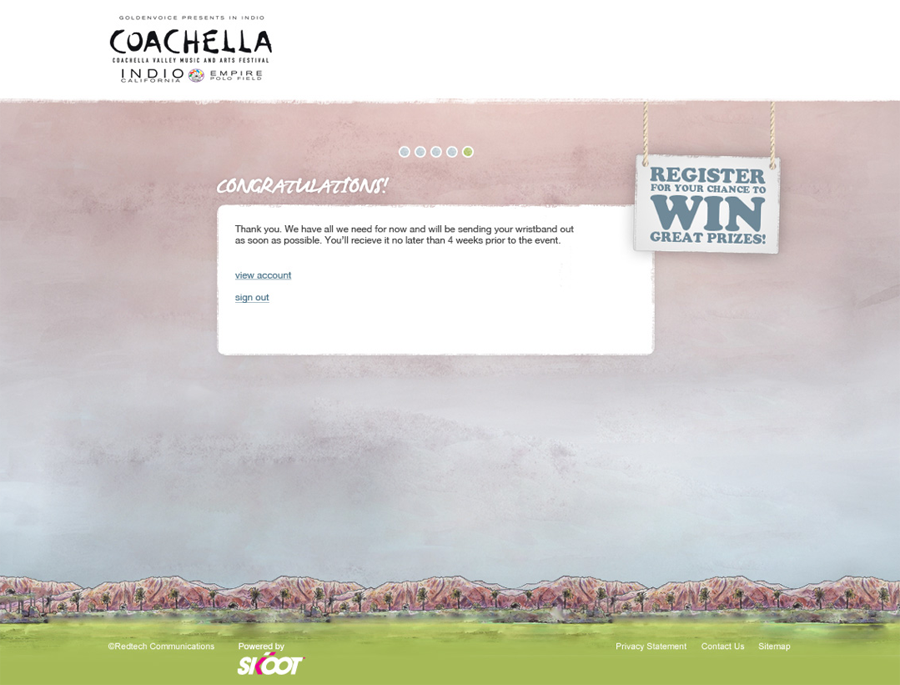 GOLDENVOICE PRESENTS IN INDIO
COACHELLA
COACHELLA VALLEY MUSIC AND ARTS FESTIVAL
INDIO
CALIFORNIA
EMPIRE
POLO FIELD
REGISTER
FOR YOUR CHANCE TO
WIN
GREAT PRIZES!
CONGRATULATIONS!
Thank you. We have all we need for now and will be sending your wristband out
as soon as possible. You'll recieve it no later than 4 weeks prior to the event.
view account
sign out
©Redtech Communications
Powered by
SKOOT
Privacy Statement
Contact Us
Sitemap